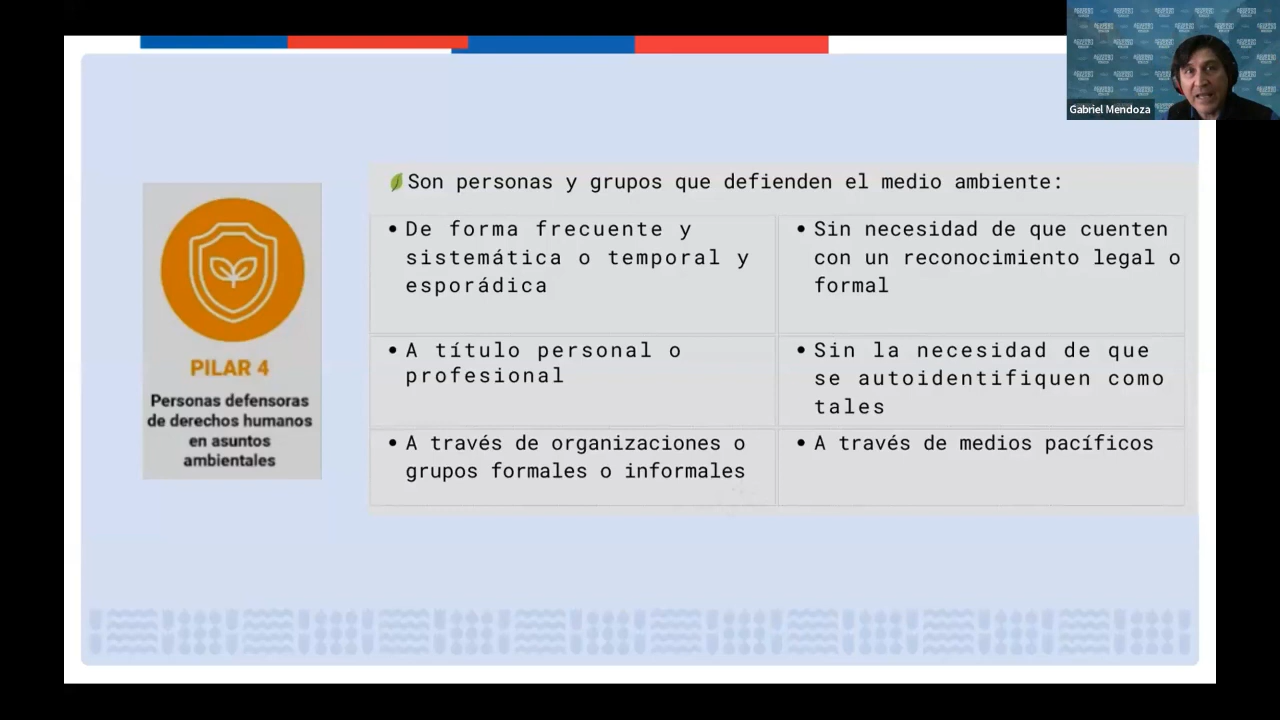 Gabriel Mendoza
Son personas y grupos que defienden el medio ambiente:
• De forma frecuente y
sistemática o temporal y
esporádica
• Sin necesidad de que cuenten
con un reconocimiento legal o
formal
• A título personal o
profesional
• Sin la necesidad de que
se autoidentifiquen como
tales
• A través de organizaciones o
grupos formales o informales
• A través de medios pacíficos
PILAR 4
Personas defensoras
de derechos humanos
en asuntos
ambientales